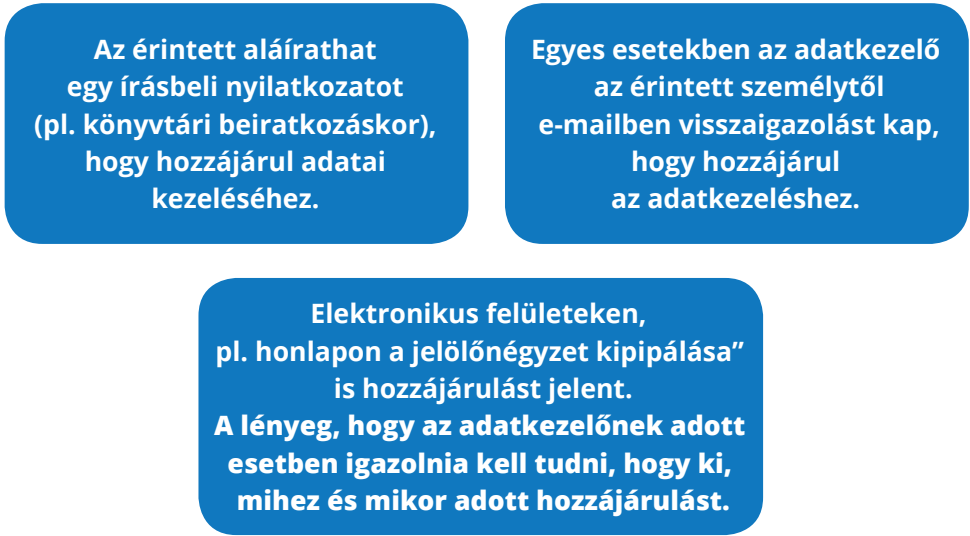 Az érintett aláírathat
egy írásbeli nyilatkozatot
(pl. könyvtári beiratkozáskor),
hogy hozzájárul adatai
kezeléséhez.
Egyes esetekben az adatkezelő
az érintett személytől
e-mailben visszaigazolást kap,
hogy hozzájárul
az adatkezeléshez.
Elektronikus felületeken,
pl. honlapon a jelölőnégyzet kipipálása”
is hozzájárulást jelent.
A lényeg, hogy az adatkezelőnek adott
esetben igazolnia kell tudni, hogy ki,
mihez és mikor adott hozzájárulást.